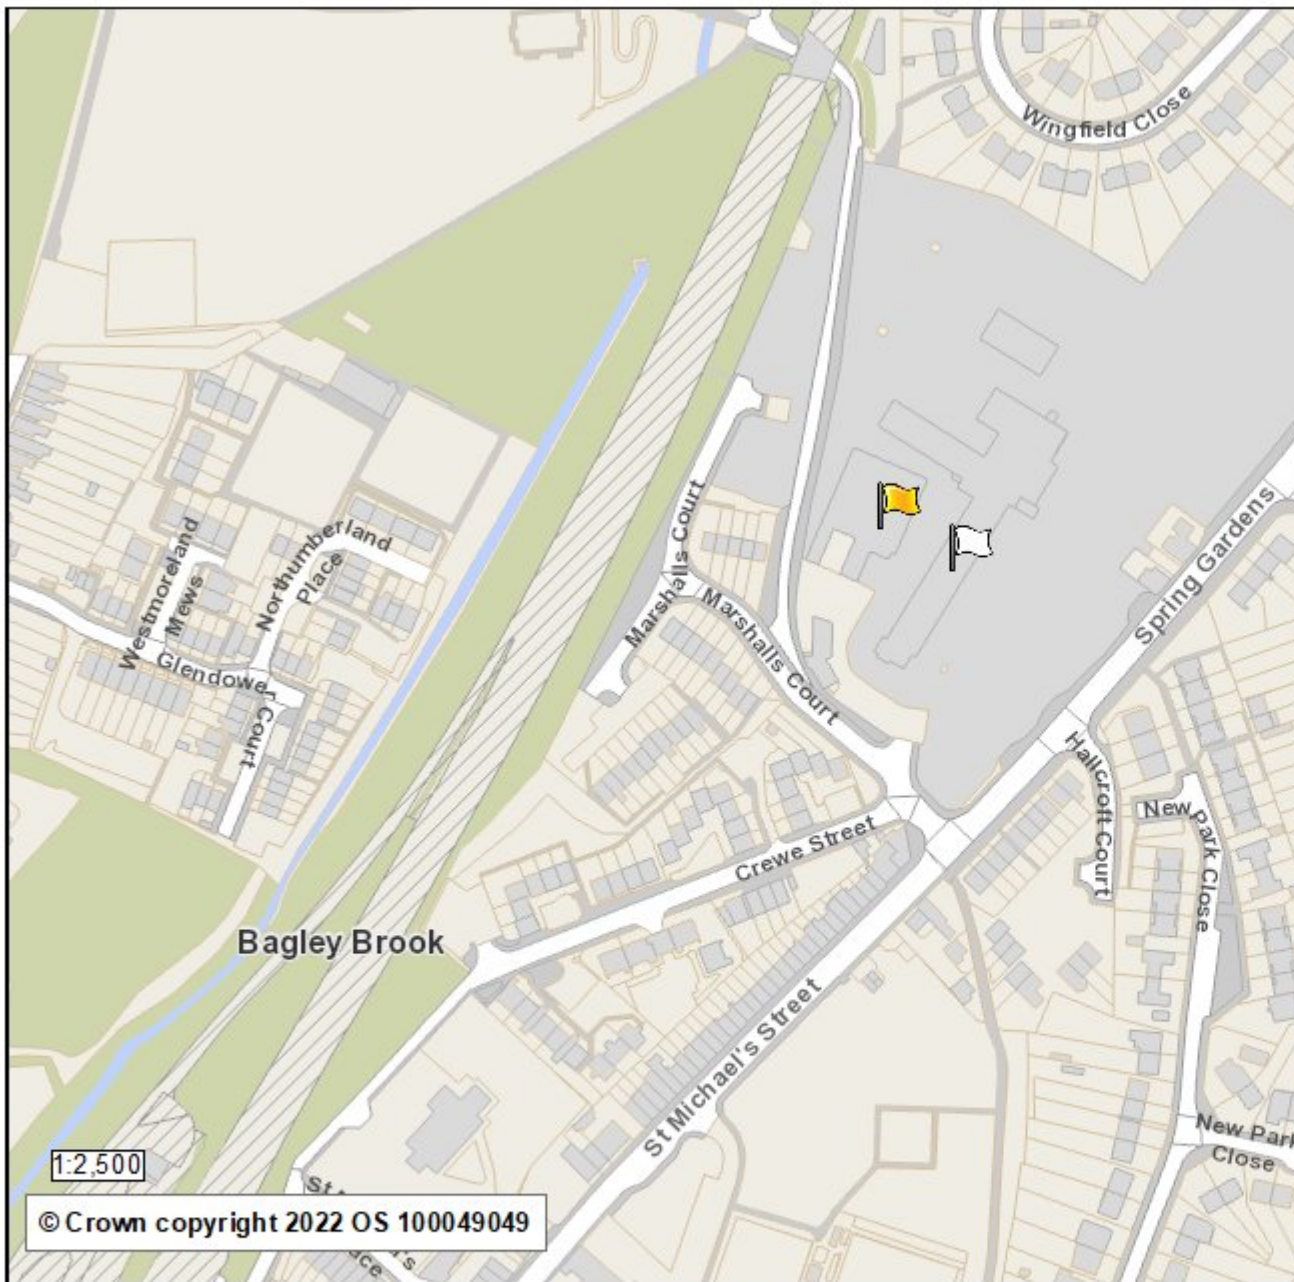 Wingfield Close
Marshalls Court
Spring Gardens
Westmoreland
Mews
Northumberland
Place
Marshalls Court
Glendower Court
Hallcroft Court
New Park Close
Crewe Street
Bagley Brook
St Michael's Street
New Park
Close
1:2,500
St
's
© Crown copyright 2022 OS 100049049